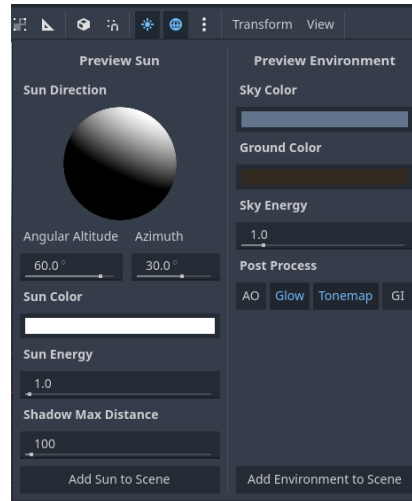 Transform View
Preview Sun
Sun Direction
Angular Altitude Azimuth
60.0 ° 30.0 °
Sun Color
Sun Energy
1.0
Shadow Max Distance
100
Add Sun to Scene
Preview Environment
Sky Color
Ground Color
Sky Energy
1.0
Post Process
AO Glow Tonemap GI
Add Environment to Scene